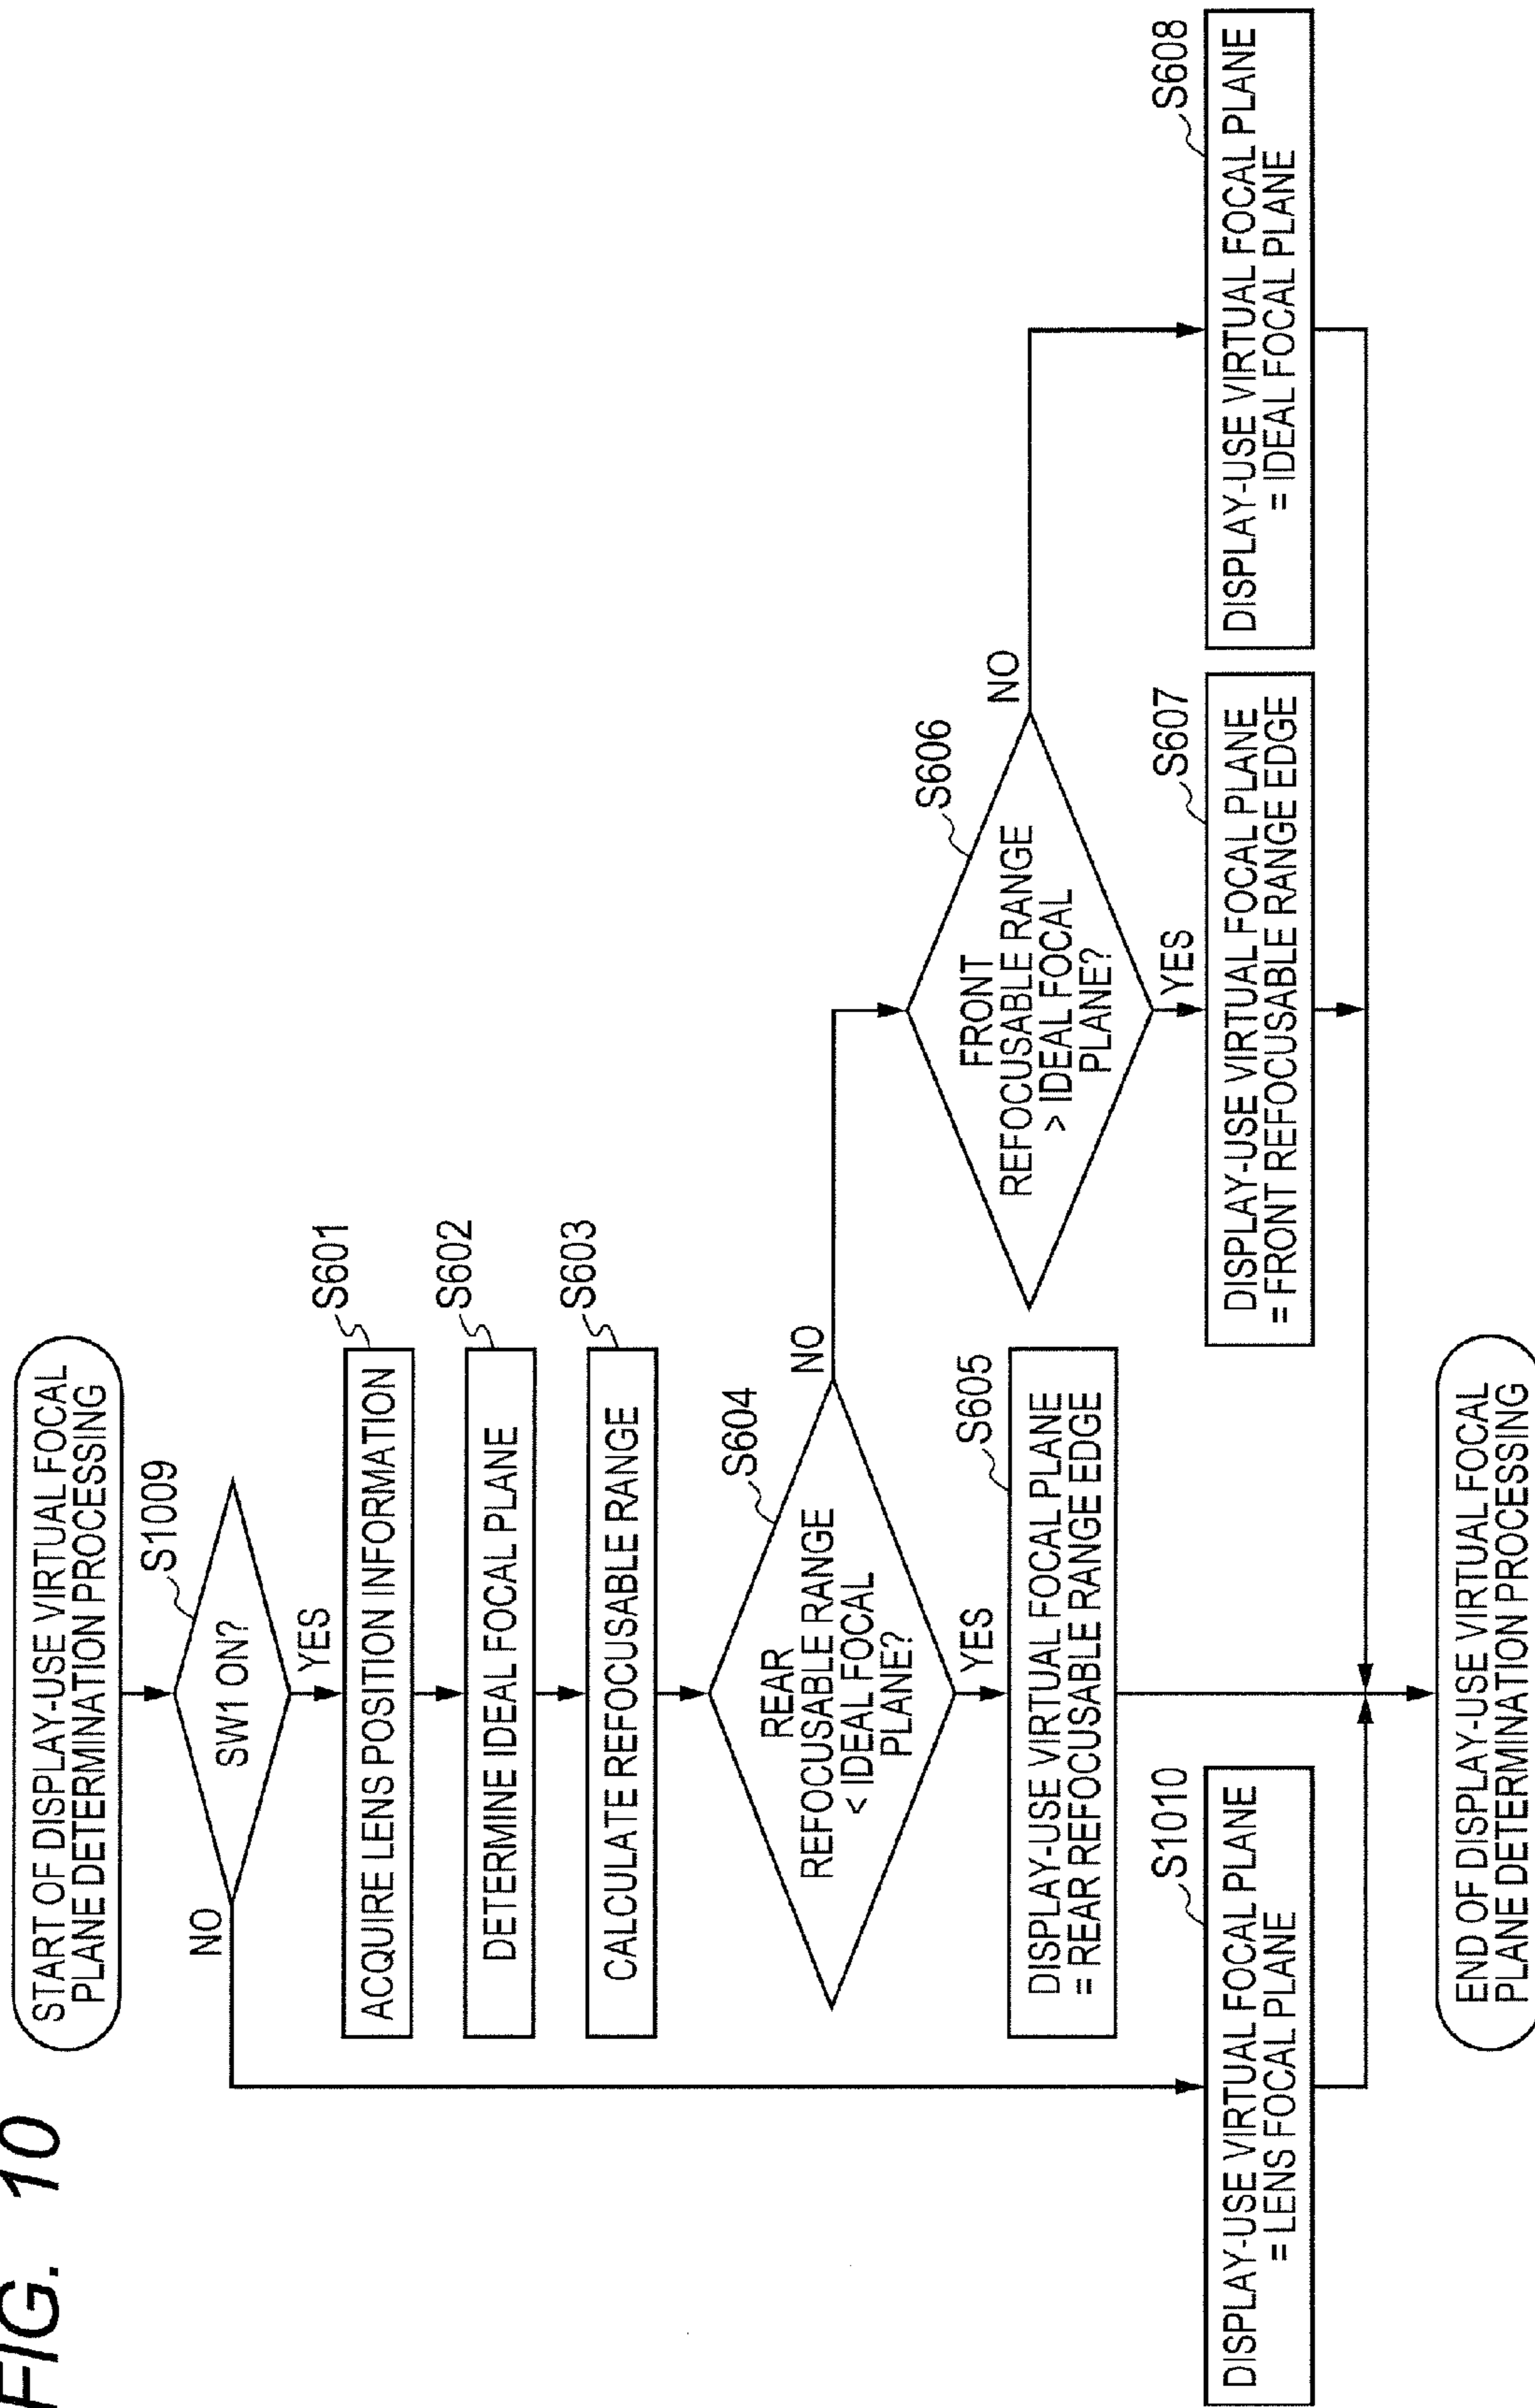 FIG. 10
START OF DISPLAY-USE VIRTUAL FOCAL
PLANE DETERMINATION PROCESSING
S1009
SW1 ON?
NO
YES
S601
ACQUIRE LENS POSITION INFORMATION
S602
DETERMINE IDEAL FOCAL PLANE
S603
CALCULATE REFOCUSABLE RANGE
S604
REAR
REFOCUSABLE RANGE
< IDEAL FOCAL
PLANE?
NO
YES
S605
DISPLAY-USE VIRTUAL FOCAL PLANE
= REAR REFOCUSABLE RANGE EDGE
S606
FRONT
REFOCUSABLE RANGE
> IDEAL FOCAL
PLANE?
NO
YES
S1010
DISPLAY-USE VIRTUAL FOCAL PLANE
= LENS FOCAL PLANE
S607
DISPLAY-USE VIRTUAL FOCAL PLANE
= FRONT REFOCUSABLE RANGE EDGE
S608
DISPLAY-USE VIRTUAL FOCAL PLANE
= IDEAL FOCAL PLANE
END OF DISPLAY-USE VIRTUAL FOCAL
PLANE DETERMINATION PROCESSING